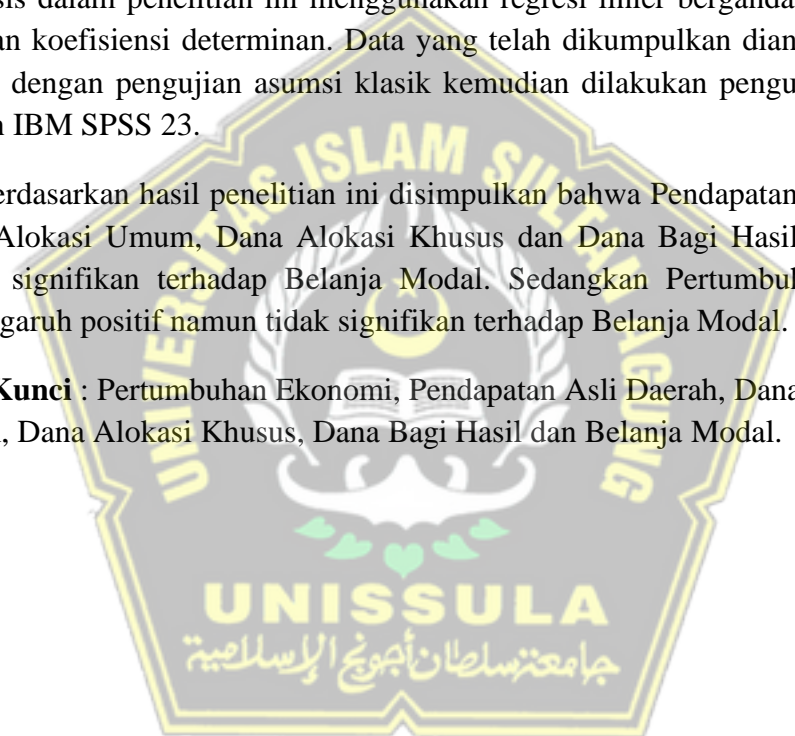 sis dalam penelitian ini menggunakan regresi linier berganda
an koefisiensi determinan. Data yang telah dikumpulkan dian
dengan pengujian asumsi klasik kemudian dilakukan pengu
n IBM SPSS 23.
erdasarkan hasil penelitian ini disimpulkan bahwa Pendapatan
Alokasi Umum, Dana Alokasi Khusus dan Dana Bagi Hasil
signifikan terhadap Belanja Modal. Sedangkan Pertumbuh
garuh positif namun tidak signifikan terhadap Belanja Modal.
Kunci : Pertumbuhan Ekonomi, Pendapatan Asli Daerah, Dana
, Dana Alokasi Khusus, Dana Bagi Hasil dan Belanja Modal.
UNIVERSITAS ISLAM SULTAN AGUNG
UNISSULA
جامعة سلطان أجونج الإسلامية